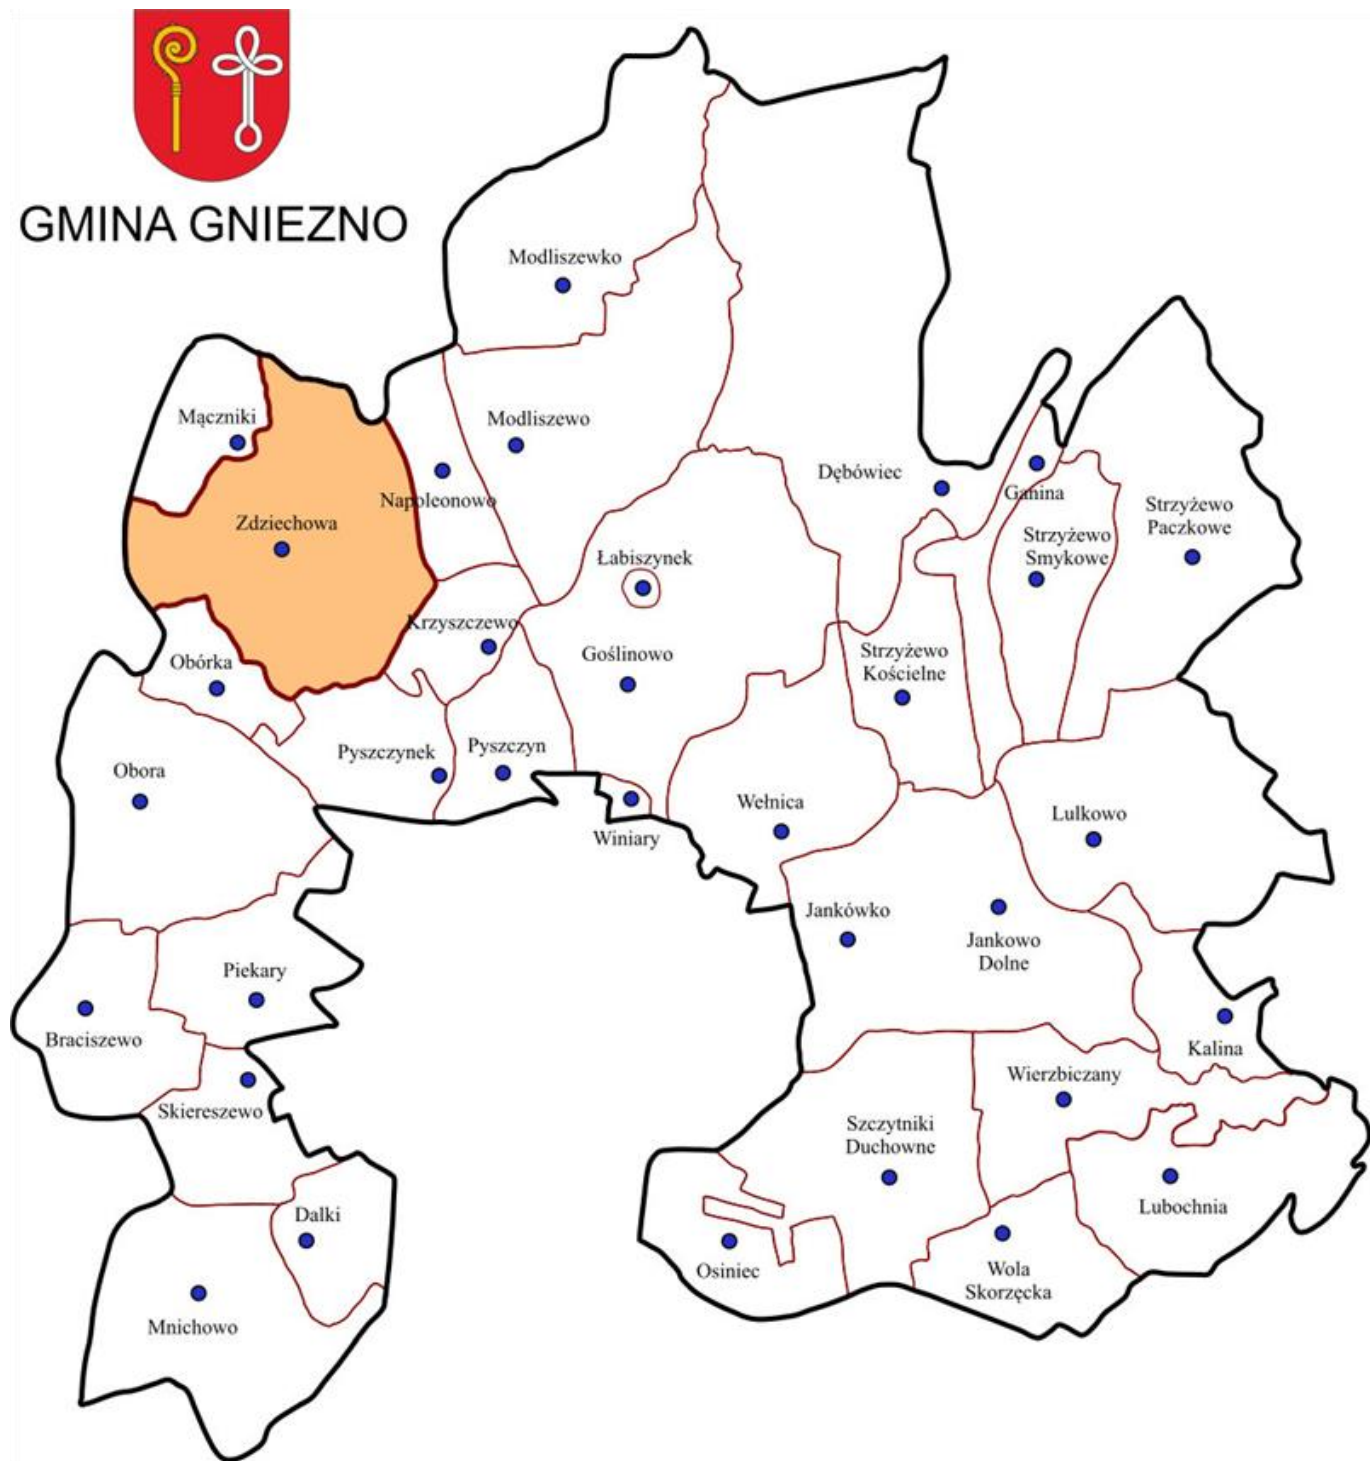 GMINA GNIEZNO
Modliszewko
Mączniki
Modliszewo
Napoleonowo
Dębówiec
Ganina
Strzyżewo
Paczkowe
Strzyżewo
Smykowe
Zdziechowa
Łabiszynek
Krzyszczewo
Goślinowo
Strzyżewo
Kościelne
Obórka
Pyszczynek
Pyszczyn
Obora
Winiary
Wełnica
Lulkowo
Jankówko
Jankowo
Dolne
Piekary
Braciszewo
Kalina
Skiereszewo
Wierzbiczany
Szczytniki
Duchowne
Lubochnia
Dalki
Osiniec
Wola
Skorzęcka
Mnichowo